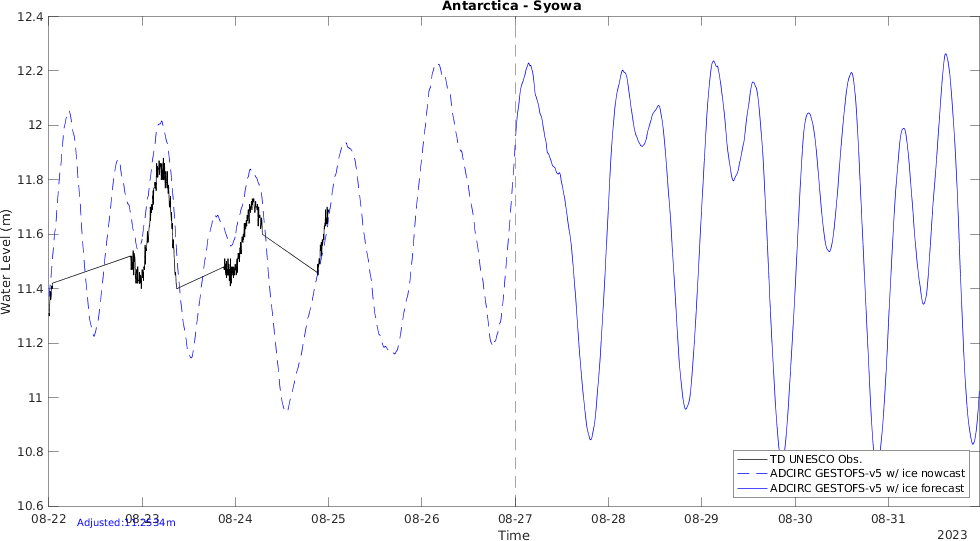 Antarctica - Syowa
12.4
12.2
12
11.8
11.6
11.4
11.2
11
10.8
10.6
Water Level (m)
TD UNESCO Obs.
ADCIRC GESTOFS-v5 w/ ice nowcast
ADCIRC GESTOFS-v5 w/ ice forecast
08-22 08-23 08-24 08-25 08-26 08-27 08-28 08-29 08-30 08-31
Adjusted:11.2534m
Time
2023